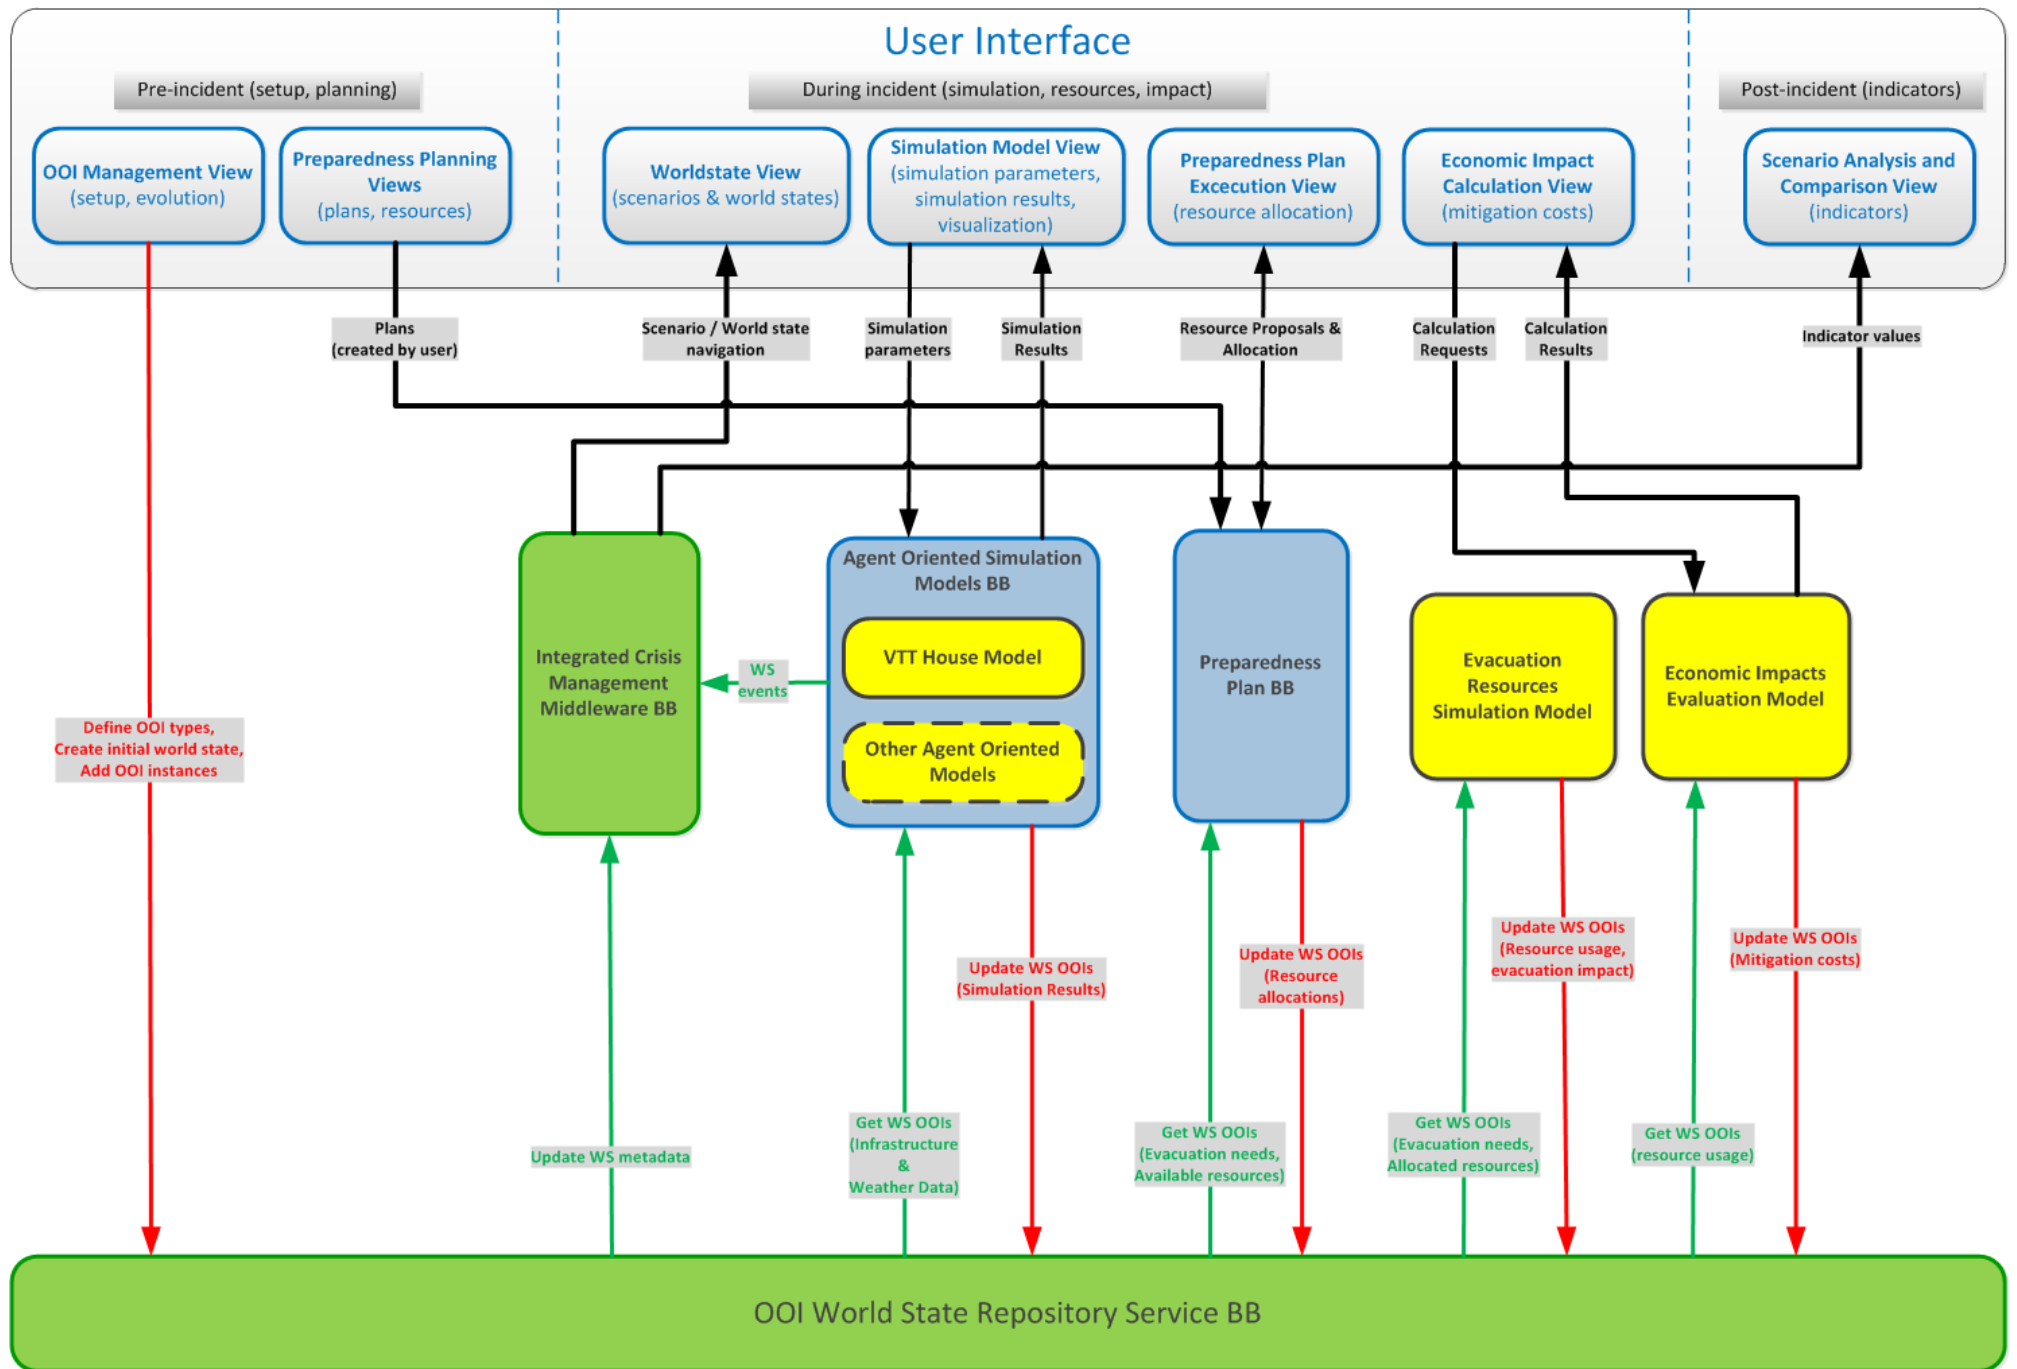 User Interface
Pre-incident (setup, planning)
During incident (simulation, resources, impact)
Post-incident (indicators)
OOI Management View
(setup, evolution)
Preparedness Planning
Views
(plans, resources)
Worldstate View
(scenarios & world states)
Simulation Model View
(simulation parameters,
simulation results,
visualization)
Preparedness Plan
Excecution View
(resource allocation)
Economic Impact
Calculation View
(mitigation costs)
Scenario Analysis and
Comparison View
(indicators)
Plans
(created by user)
Scenario / World state
navigation
Simulation
parameters
Simulation
Results
Resource Proposals &
Allocation
Calculation
Requests
Calculation
Results
Indicator values
Integrated Crisis
Management
Middleware BB
WS
events
Agent Oriented Simulation
Models BB
VTT House Model
Other Agent Oriented
Models
Preparedness
Plan BB
Evacuation
Resources
Simulation Model
Economic Impacts
Evaluation Model
Define OOI types,
Create initial world state,
Add OOI instances
Update WS OOIs
(Simulation Results)
Update WS OOIs
(Resource
allocations)
Update WS OOIs
(Resource usage,
evacuation impact)
Update WS OOIs
(Mitigation costs)
Update WS metadata
Get WS OOIs
(Infrastructure
&
Weather Data)
Get WS OOIs
(Evacuation needs,
Available resources)
Get WS OOIs
(Evacuation needs,
Allocated resources)
Get WS OOIs
(resource usage)
OOI World State Repository Service BB